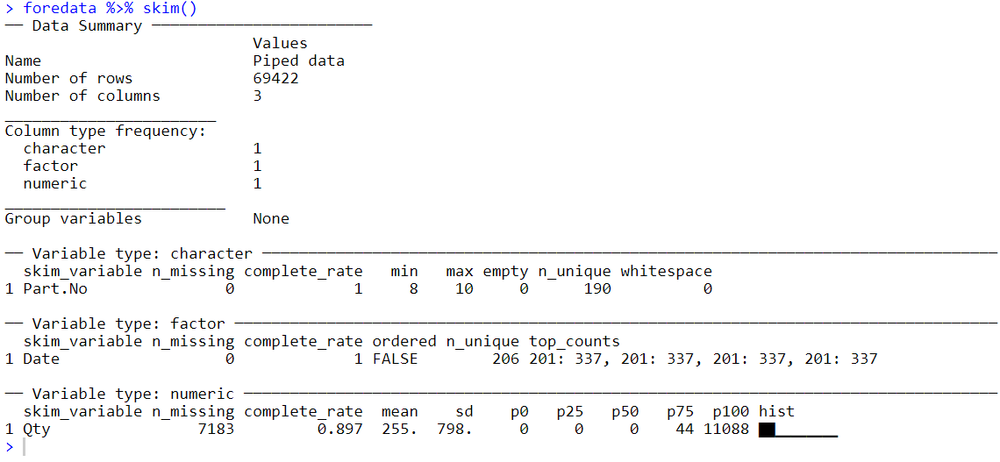 > foredata %>% skim()
── Data Summary ────────────────────────
                           Values
Name                       Piped data
Number of rows             69422
Number of columns          3
_______________________
Column type frequency:
  character                1
  factor                   1
  numeric                  1
________________________
Group variables            None
── Variable type: character ────────────────────────────────────────────────────────────────────────────────
  skim_variable n_missing complete_rate   min   max empty n_unique whitespace
1 Part.No               0             1     8    10     0      190          0
── Variable type: factor ───────────────────────────────────────────────────────────────────────────────────
  skim_variable n_missing complete_rate ordered n_unique top_counts
1 Date                  0             1 FALSE        206 201: 337, 201: 337, 201: 337, 201: 337
── Variable type: numeric ──────────────────────────────────────────────────────────────────────────────────
  skim_variable n_missing complete_rate  mean    sd    p0   p25   p50   p75  p100 hist
1 Qty                7183         0.897  255.  798.     0     0     0    44 11088 ▇▁▁▁▁
>